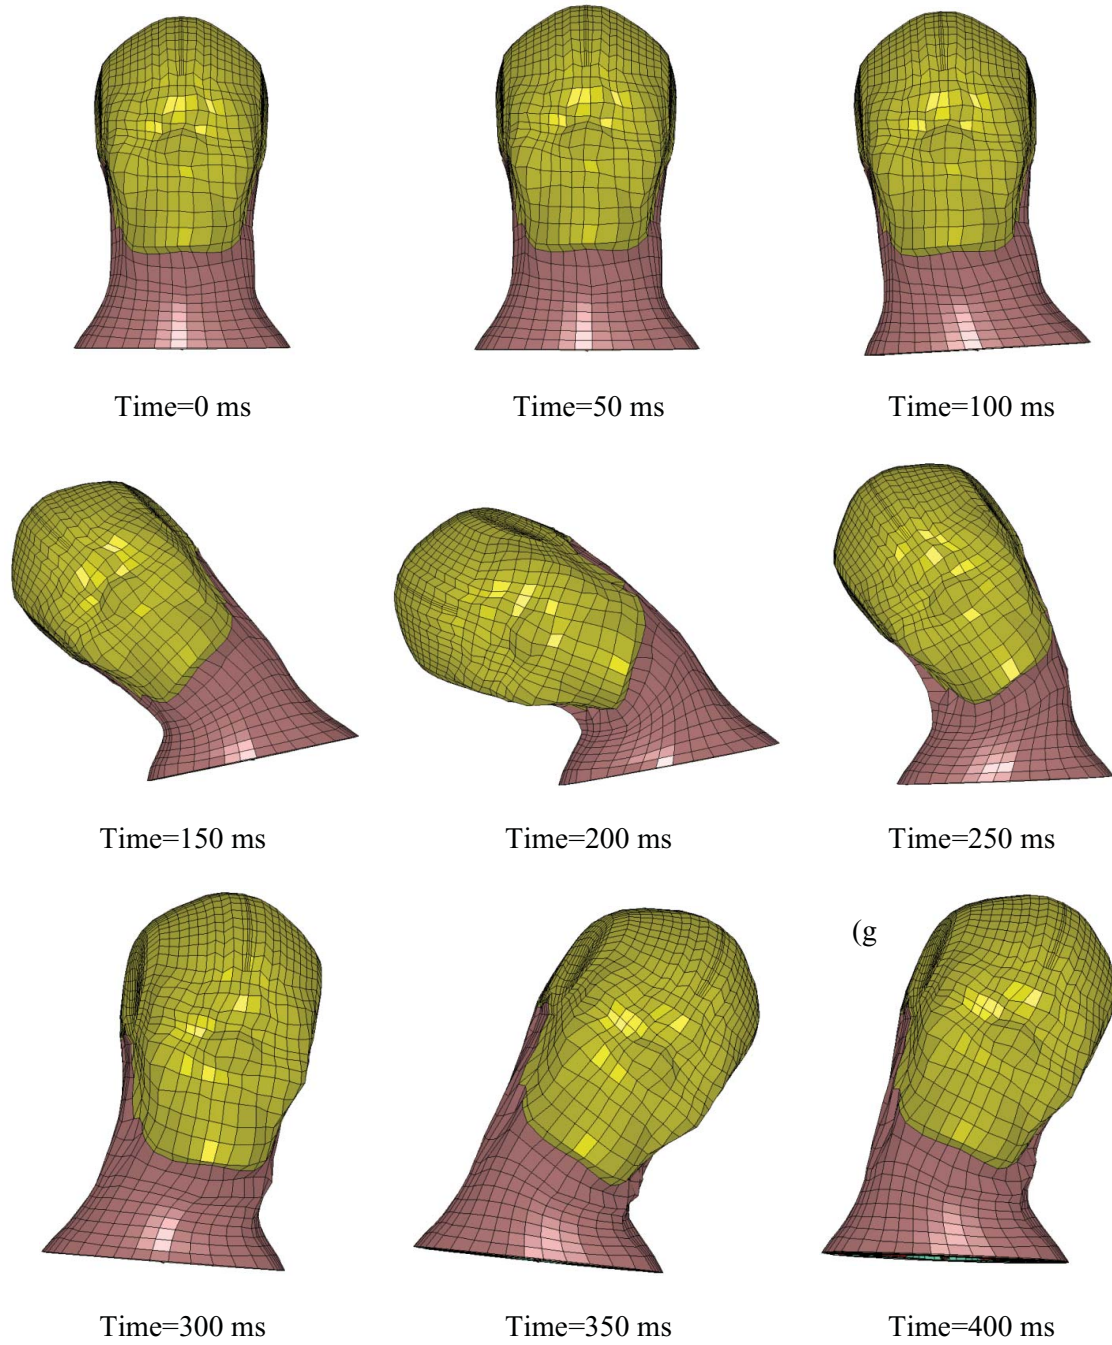 Time=0 ms
Time=50 ms
Time=100 ms
Time=150 ms
Time=200 ms
Time=250 ms
(g
Time=300 ms
Time=350 ms
Time=400 ms